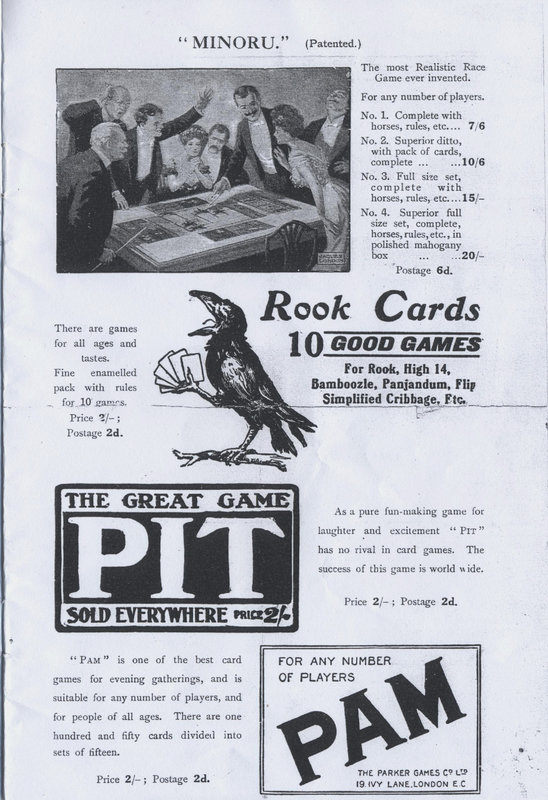 “MINORU.” (Patented.)
The most Realistic Race
Game ever invented.
For any number of players.
No. 1. Complete with
horses, rules, etc.... 7/6
No. 2. Superior ditto,
with pack of cards,
complete ... ...10/6
No. 3. Full size set,
complete with
horses, rules, etc....15/–
No. 4. Superior full
size set, complete,
horses, rules, etc., in
polished mahogany
box ... ...20/–
Postage 6d.
There are games
for all ages and
tastes.
Fine enamelled
pack with rules
for 10 games.
Price 2/– ;
Postage 2d.
Rook Cards
10 GOOD GAMES
For Rook, High 14,
Bamboozle, Panjandum, Flip
Simplified Cribbage, Etc.
THE GREAT GAME
PIT
SOLD EVERYWHERE PRICE 2/-
As a pure fun-making game for
laughter and excitement “PIT”
has no rival in card games. The
success of this game is world wide.
Price 2/– ; Postage 2d.
“PAM” is one of the best card
games for evening gatherings, and is
suitable for any number of players, and
for people of all ages. There are one
hundred and fifty cards divided into
sets of fifteen.
Price 2/– ; Postage 2d.
FOR ANY NUMBER
OF PLAYERS
PAM
THE PARKER GAMES Cº LTD
19. IVY LANE, LONDON E.C